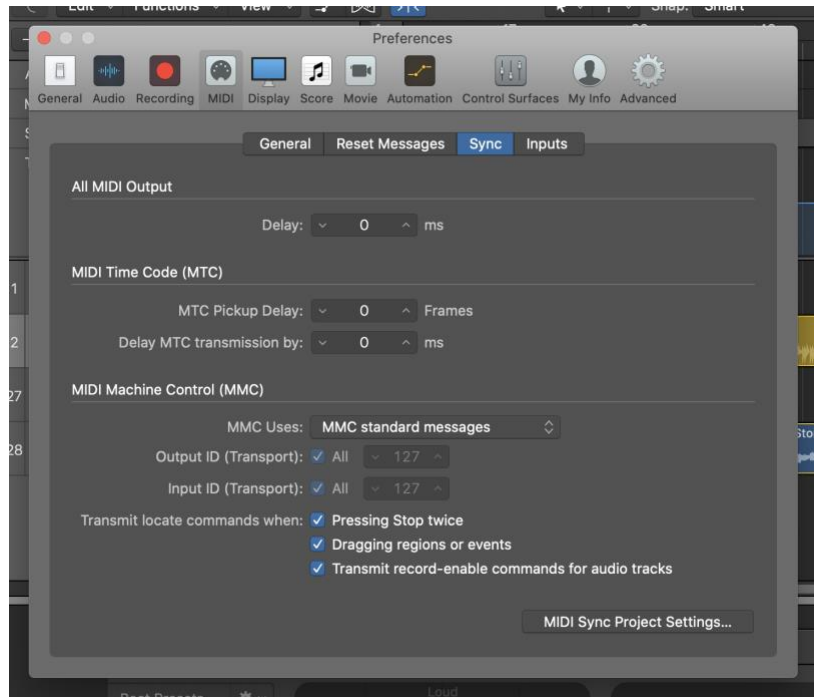 Edit Functions View Snap: Smart
Preferences
General Audio Recording MIDI Display Score Movie Automation Control Surfaces My Info Advanced
General Reset Messages Sync Inputs
All MIDI Output
Delay: 0 ms
MIDI Time Code (MTC)
1
MTC Pickup Delay: 0 Frames
2
Delay MTC transmission by: 0 ms
27
MIDI Machine Control (MMC)
MMC Uses: MMC standard messages
28
Output ID (Transport): All 127
Input ID (Transport): All 127
Transmit locate commands when: Pressing Stop twice
Dragging regions or events
Transmit record-enable commands for audio tracks
MIDI Sync Project Settings...
Loud